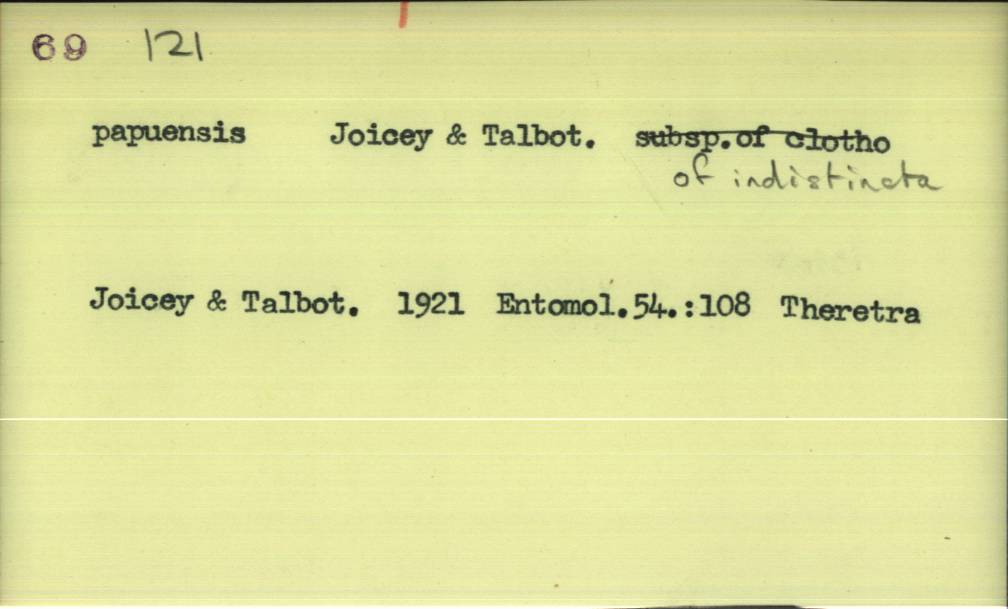 69 121
papuensis Joicey & Talbot. subsp.of clotho
of indistincta
Joicey & Talbot. 1921 Entomol.54.:108 Theretra